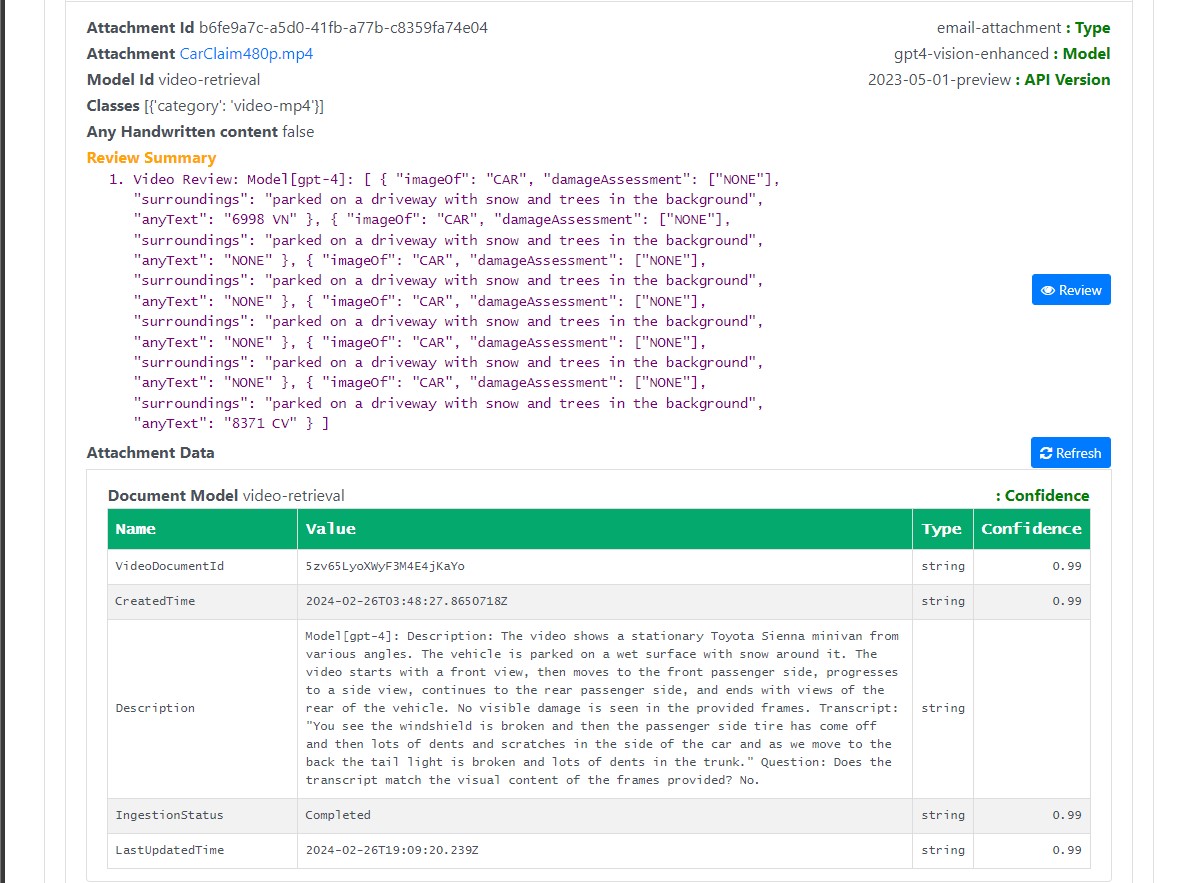 Attachment Id b6fe9a7c-a5d0-41fb-a77b-c8359fa74e04
email-attachment : Type
Attachment CarClaim480p.mp4
gpt4-vision-enhanced : Model
Model Id video-retrieval
2023-05-01-preview : API Version
Classes [{'category': 'video-mp4'}]
Any Handwritten content false
Review Summary
1. Video Review: Model[gpt-4]: [ { "imageOf": "CAR", "damageAssessment": ["NONE"],
"surroundings": "parked on a driveway with snow and trees in the background",
"anyText": "6998 VN" }, { "imageOf": "CAR", "damageAssessment": ["NONE"],
"surroundings": "parked on a driveway with snow and trees in the background",
"anyText": "NONE" }, { "imageOf": "CAR", "damageAssessment": ["NONE"],
"surroundings": "parked on a driveway with snow and trees in the background",
"anyText": "NONE" }, { "imageOf": "CAR", "damageAssessment": ["NONE"],
"surroundings": "parked on a driveway with snow and trees in the background",
"anyText": "NONE" }, { "imageOf": "CAR", "damageAssessment": ["NONE"],
"surroundings": "parked on a driveway with snow and trees in the background",
"anyText": "NONE" }, { "imageOf": "CAR", "damageAssessment": ["NONE"],
"surroundings": "parked on a driveway with snow and trees in the background",
"anyText": "8371 CV" } ]
Review
Attachment Data
Refresh
Document Model video-retrieval
: Confidence
Name Value Type Confidence
VideoDocumentId 5zv65LyoXWyF3M4E4jKaYo string 0.99
CreatedTime 2024-02-26T03:48:27.8650718Z string 0.99
Model[gpt-4]: Description: The video shows a stationary Toyota Sienna minivan from
various angles. The vehicle is parked on a wet surface with snow around it. The
video starts with a front view, then moves to the front passenger side, progresses
to a side view, continues to the rear passenger side, and ends with views of the
Description rear of the vehicle. No visible damage is seen in the provided frames. Transcript: string
"You see the windshield is broken and then the passenger side tire has come off
and then lots of dents and scratches in the side of the car and as we move to the
back the tail light is broken and lots of dents in the trunk." Question: Does the
transcript match the visual content of the frames provided? No.
IngestionStatus Completed string 0.99
LastUpdatedTime 2024-02-26T19:09:20.239Z string 0.99